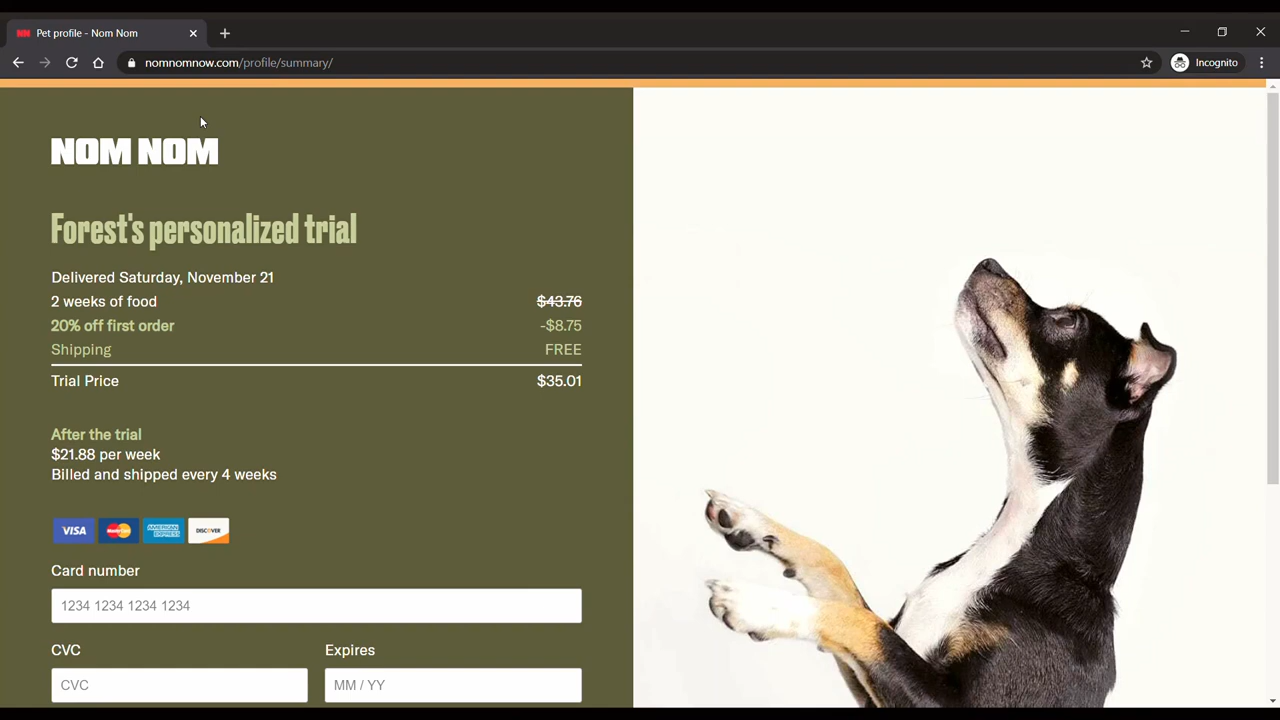 Pet profile - Nom Nom
nomnomnow.com/profile/summary/
Incognito
NOM NOM
Forest's personalized trial
Delivered Saturday, November 21
2 weeks of food $43.76
20% off first order -$8.75
Shipping FREE
Trial Price $35.01
After the trial
$21.88 per week
Billed and shipped every 4 weeks
VISA MasterCard AMERICAN EXPRESS DISCOVER
Card number
1234 1234 1234 1234
CVC Expires
CVC MM / YY